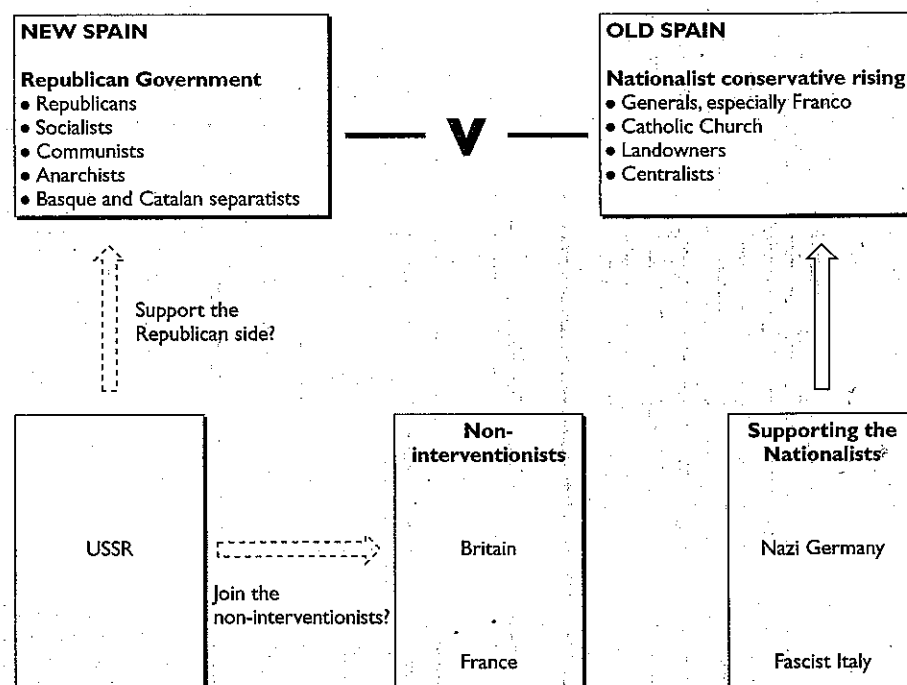 NEW SPAIN
Republican Government
• Republicans
• Socialists
• Communists
• Anarchists
• Basque and Catalan separatists
V
OLD SPAIN
Nationalist conservative rising
• Generals, especially Franco
• Catholic Church
• Landowners
• Centralists
Support the
Republican side?
USSR
Join the
non-interventionists?
Non-
interventionists
Britain
France
Supporting the
Nationalists
Nazi Germany
Fascist Italy